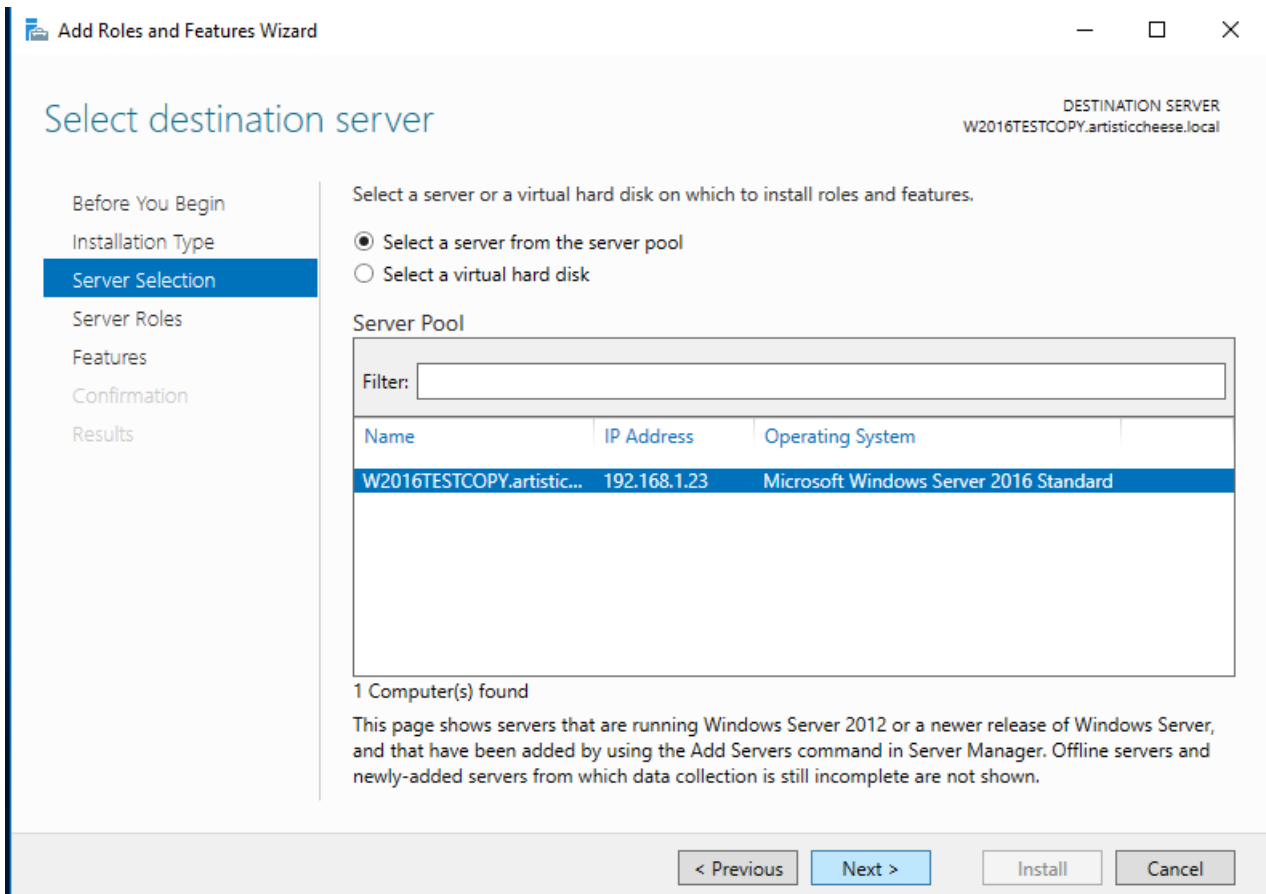 Add Roles and Features Wizard
Select destination server
DESTINATION SERVER
W2016TESTCOPY.artisticcheese.local
Before You Begin
Installation Type
Server Selection
Server Roles
Features
Confirmation
Results
Select a server or a virtual hard disk on which to install roles and features.
Select a server from the server pool
Select a virtual hard disk
Server Pool
Filter:
Name IP Address Operating System
W2016TESTCOPY.artistic... 192.168.1.23 Microsoft Windows Server 2016 Standard
1 Computer(s) found
This page shows servers that are running Windows Server 2012 or a newer release of Windows Server,
and that have been added by using the Add Servers command in Server Manager. Offline servers and
newly-added servers from which data collection is still incomplete are not shown.
< Previous Next > Install Cancel